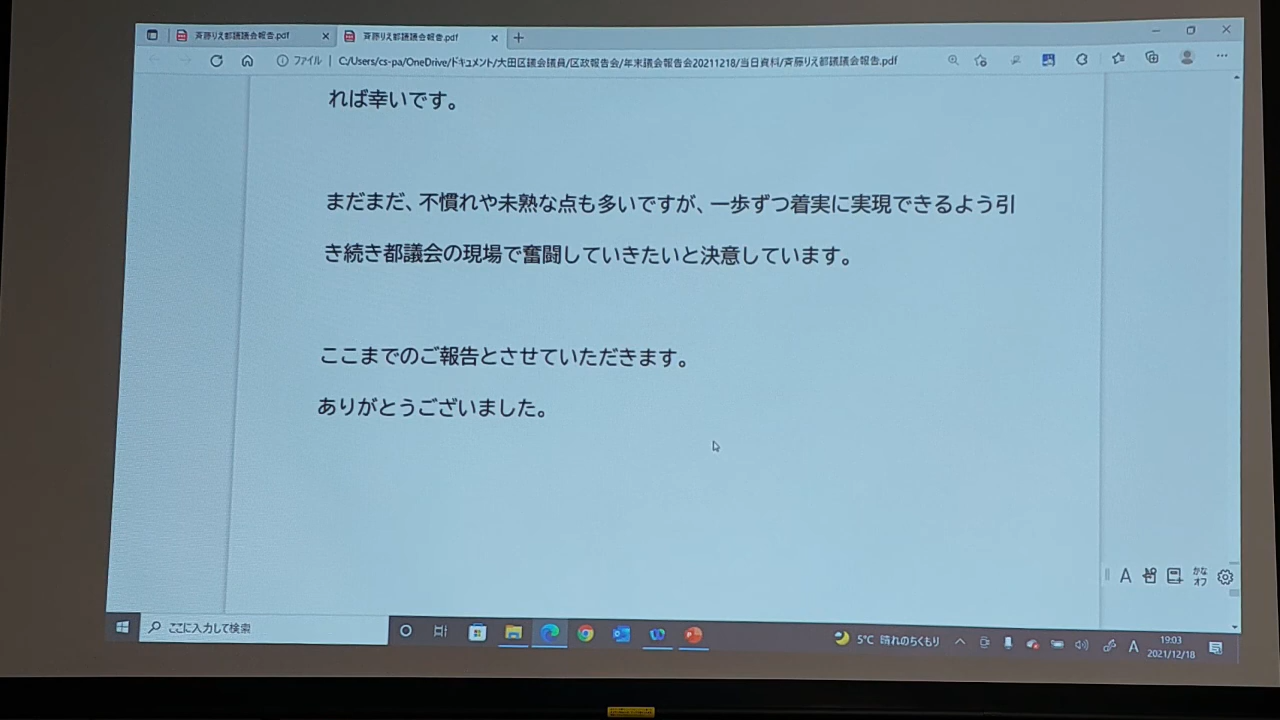 斉藤りえ都議議会報告.pdf
斉藤りえ都議議会報告.pdf
ファイル | C:/Users/cs-pa/OneDrive/ドキュメント/大田区議会議員/区政報告会/年末議会報告会20211218/当日資料/斉藤りえ都議議会報告.pdf
れば幸いです。
まだまだ、不慣れや未熟な点も多いですが、一歩ずつ着実に実現できるよう引
き続き都議会の現場で奮闘していきたいと決意しています。
ここまでのご報告とさせていただきます。
ありがとうございました。
A
かな
オフ
ここに入力して検索
5°C 晴れのちくもり
A
19:03
2021/12/18